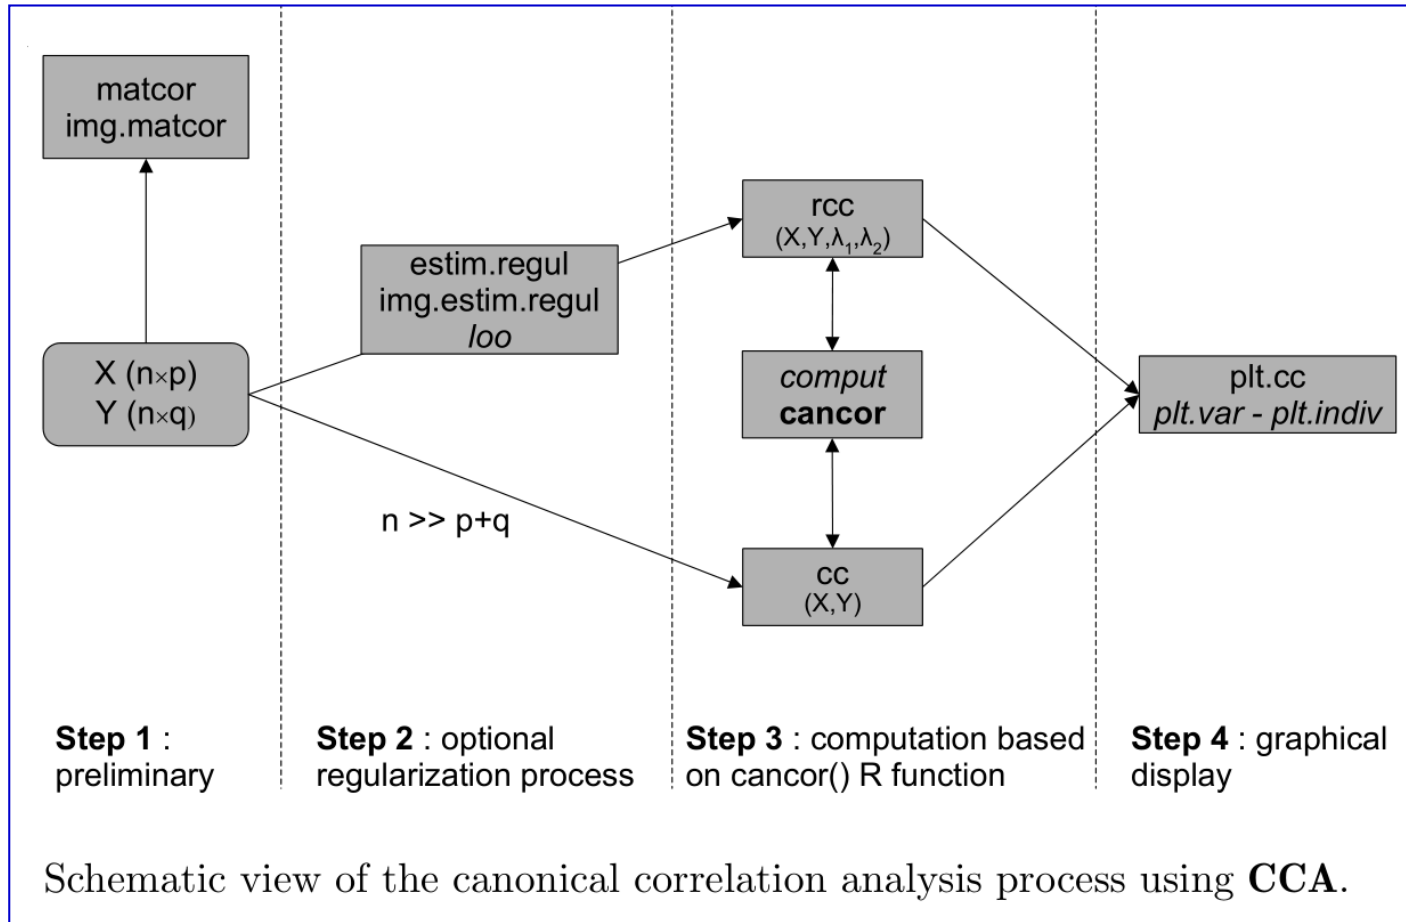 matcor
img.matcor
X (n×p)
Y (n×q)
estim.regul
img.estim.regul
loo
n >> p+q
rcc
(X,Y,λ₁,λ₂)
comput
cancor
cc
(X,Y)
plt.cc
plt.var - plt.indiv
Step 1 :
preliminary
Step 2 : optional
regularization process
Step 3 : computation based
on cancor() R function
Step 4 : graphical
display
Schematic view of the canonical correlation analysis process using CCA.